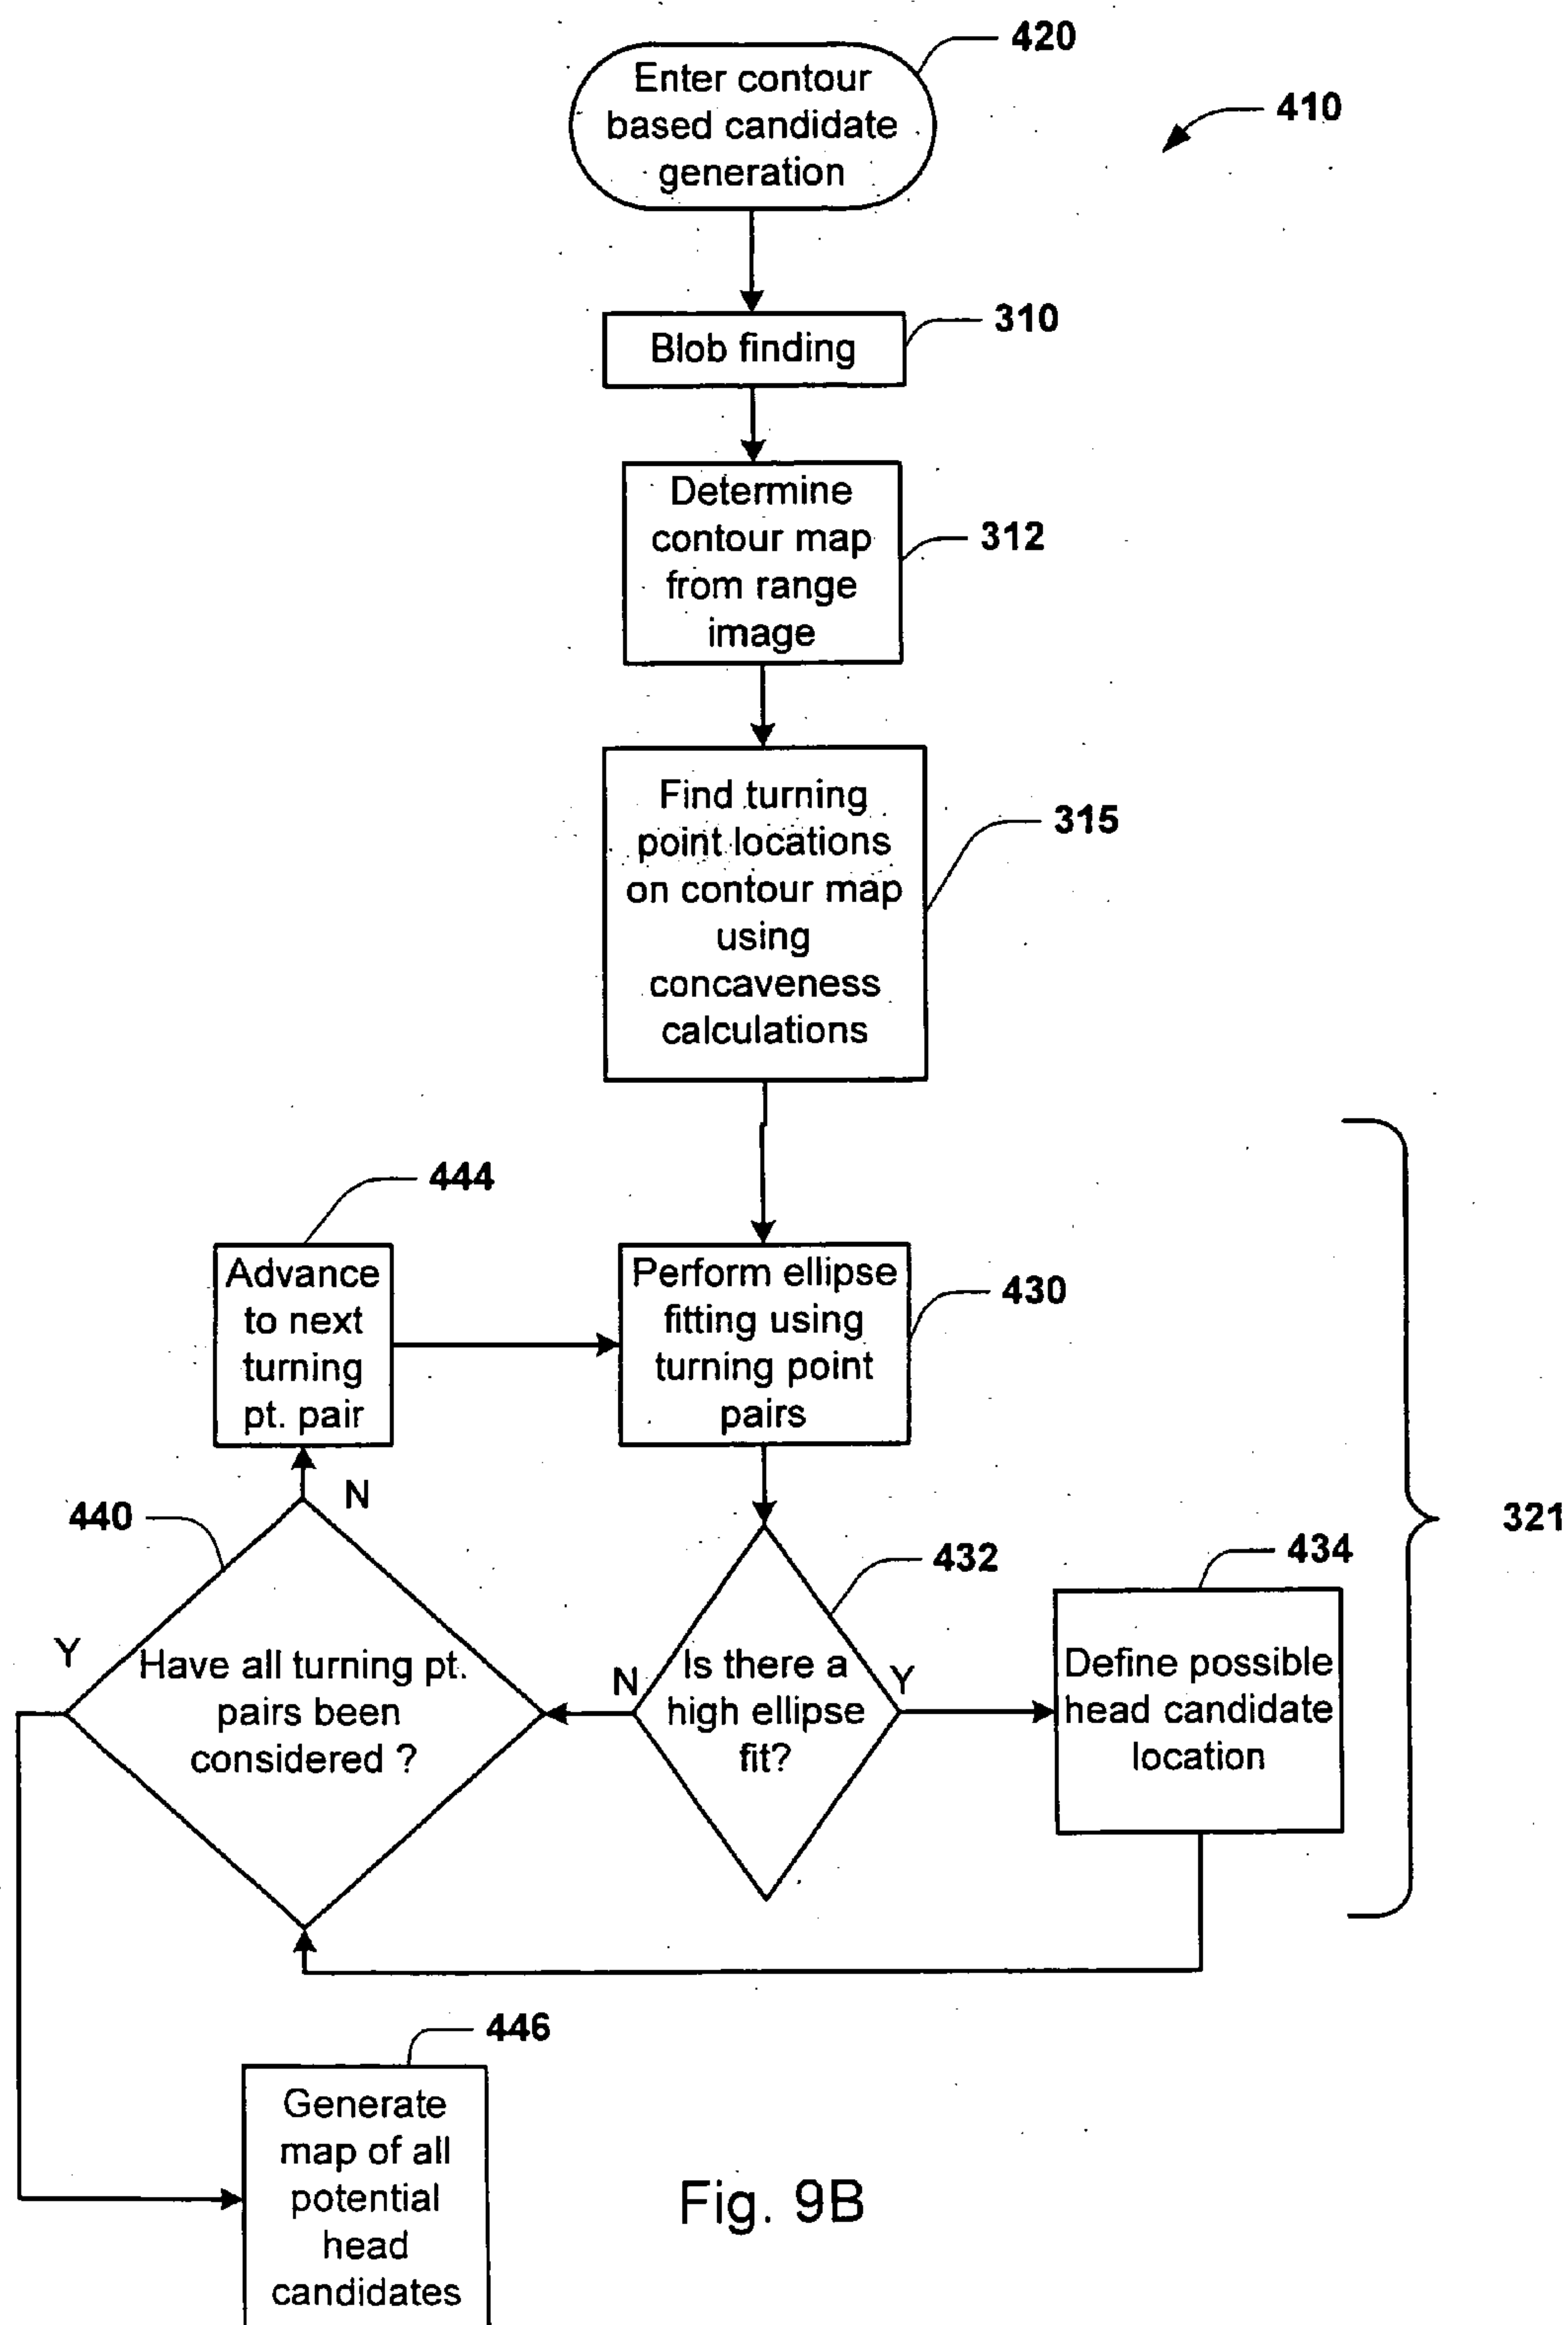 420
Enter contour
based candidate
generation
410
310
Blob finding
Determine
contour map
from range
image
312
Find turning
point locations
on contour map
using
concaveness
calculations
315
444
Advance
to next
turning
pt. pair
Perform ellipse
fitting using
turning point
pairs
430
N
440
432
434
321
Y
Have all turning pt.
pairs been
considered ?
N
Is there a
high ellipse
fit?
Y
Define possible
head candidate
location
446
Generate
map of all
potential
head
candidates
Fig. 9B